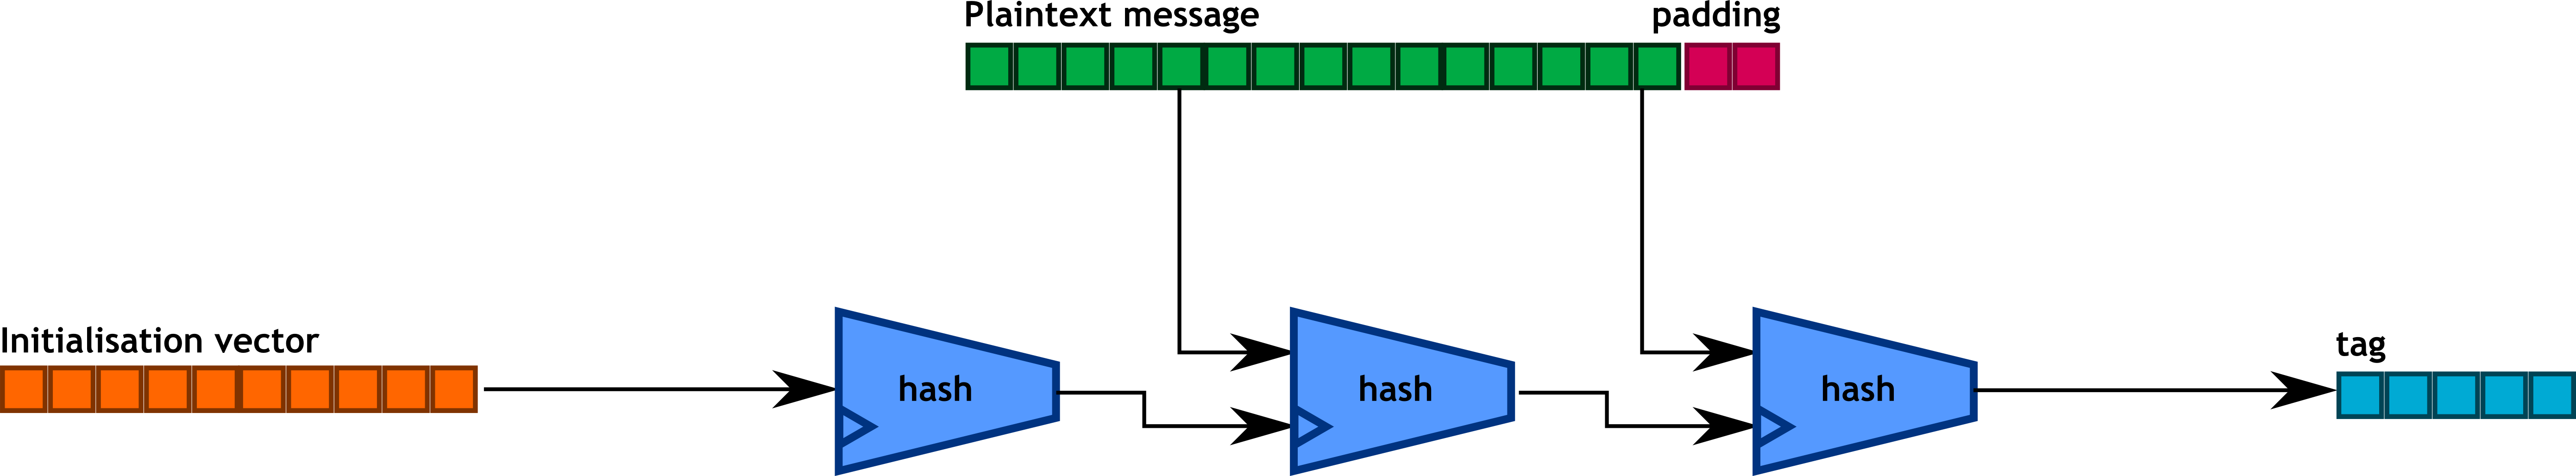 Plaintext message
padding
Initialisation vector
hash
hash
hash
tag